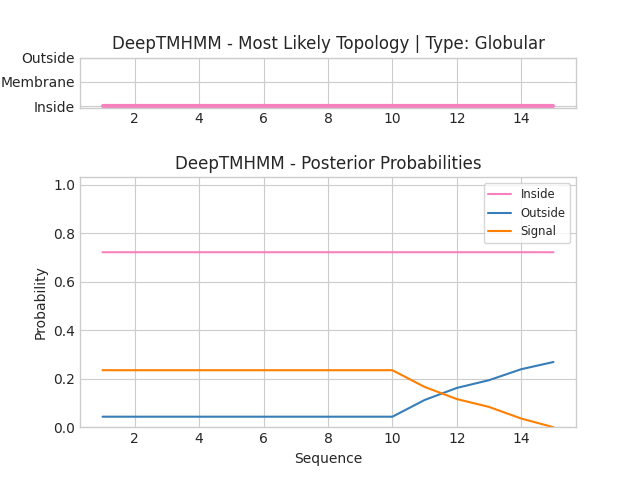 DeepTMHMM - Most Likely Topology | Type: Globular
Outside
Membrane
Inside
2 4 6 8 10 12 14
DeepTMHMM - Posterior Probabilities
1.0
0.8
0.6
0.4
0.2
0.0
Probability
Inside
Outside
Signal
2 4 6 8 10 12 14
Sequence